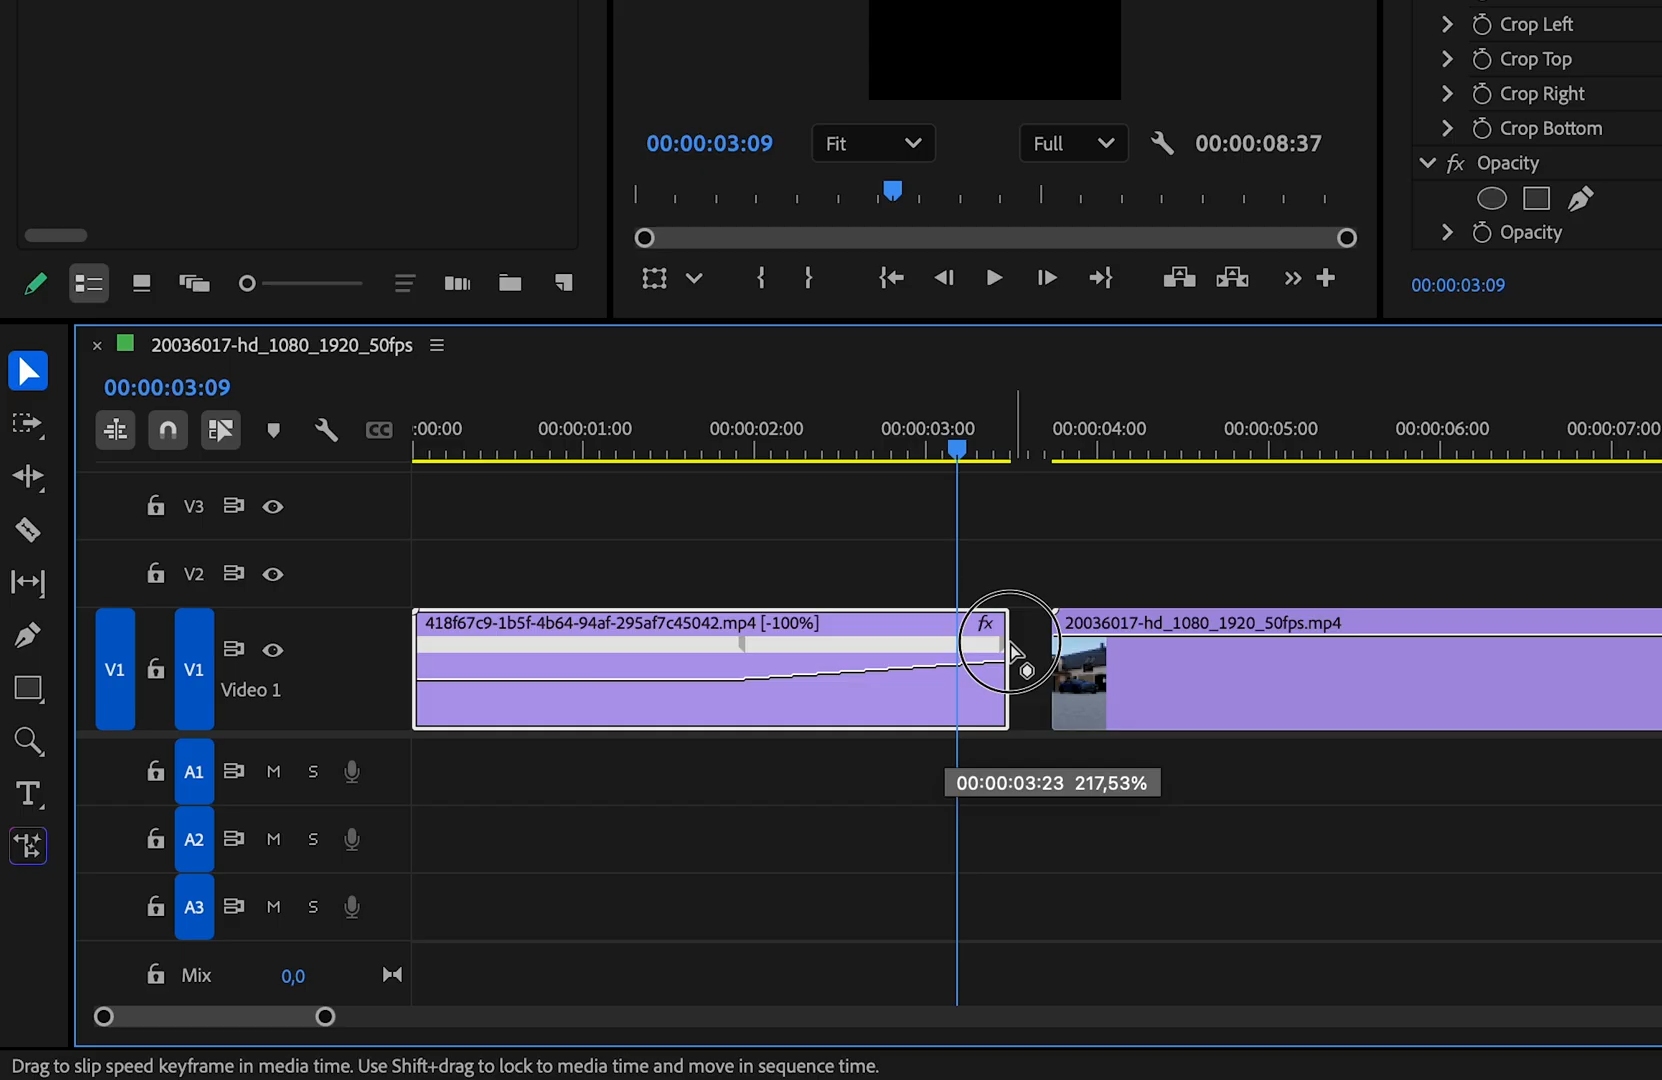 Crop Left
Crop Top
Crop Right
Crop Bottom
fx Opacity
Opacity
00:00:03:09
00:00:03:09
Fit
Full
00:00:08:37
× 20036017-hd_1080_1920_50fps
00:00:03:09
CC
:00:00
00:00:01:00
00:00:02:00
00:00:03:00
00:00:04:00
00:00:05:00
00:00:06:00
00:00:07:00
V3
V2
V1
V1
Video 1
418f67c9-1b5f-4b64-94af-295af7c45042.mp4 [-100%]
fx
20036017-hd_1080_1920_50fps.mp4
00:00:03:23 217,53%
A1 M S
A2 M S
A3 M S
Mix 0,0
T
Drag to slip speed keyframe in media time. Use Shift+drag to lock to media time and move in sequence time.